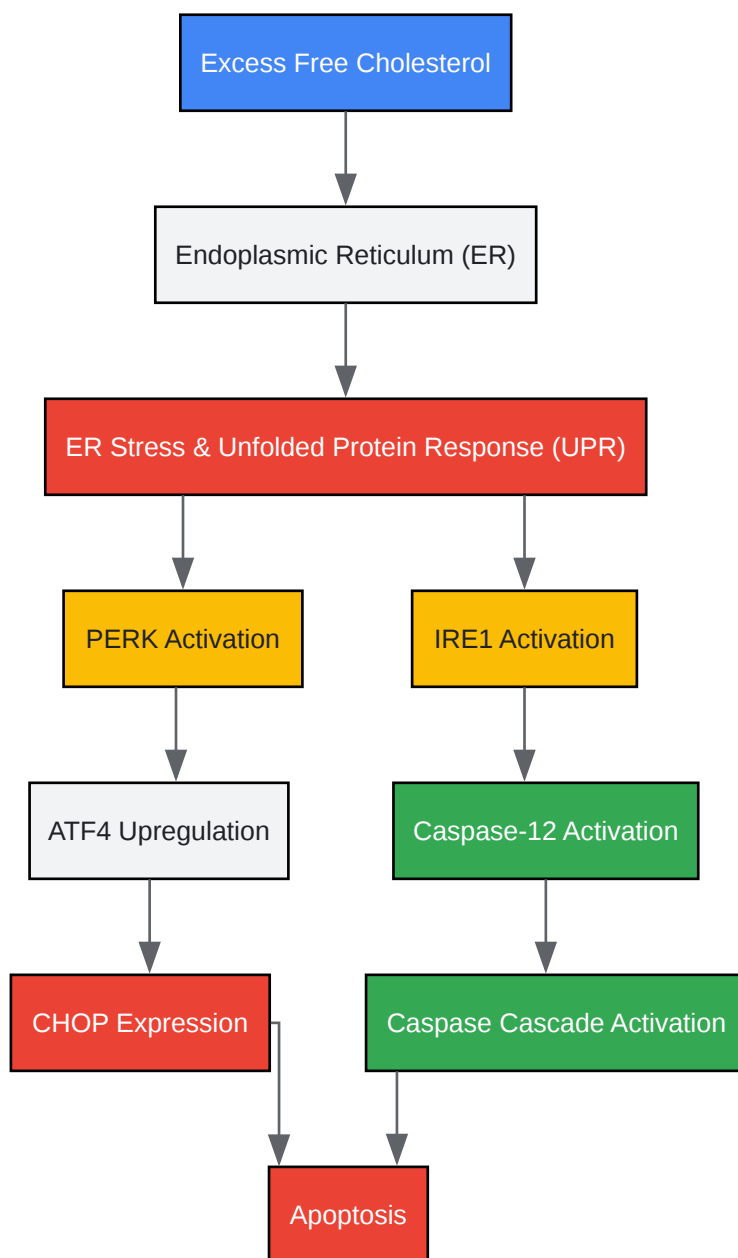 Excess Free Cholesterol
Endoplasmic Reticulum (ER)
ER Stress & Unfolded Protein Response (UPR)
PERK Activation
IRE1 Activation
ATF4 Upregulation
Caspase-12 Activation
CHOP Expression
Caspase Cascade Activation
Apoptosis